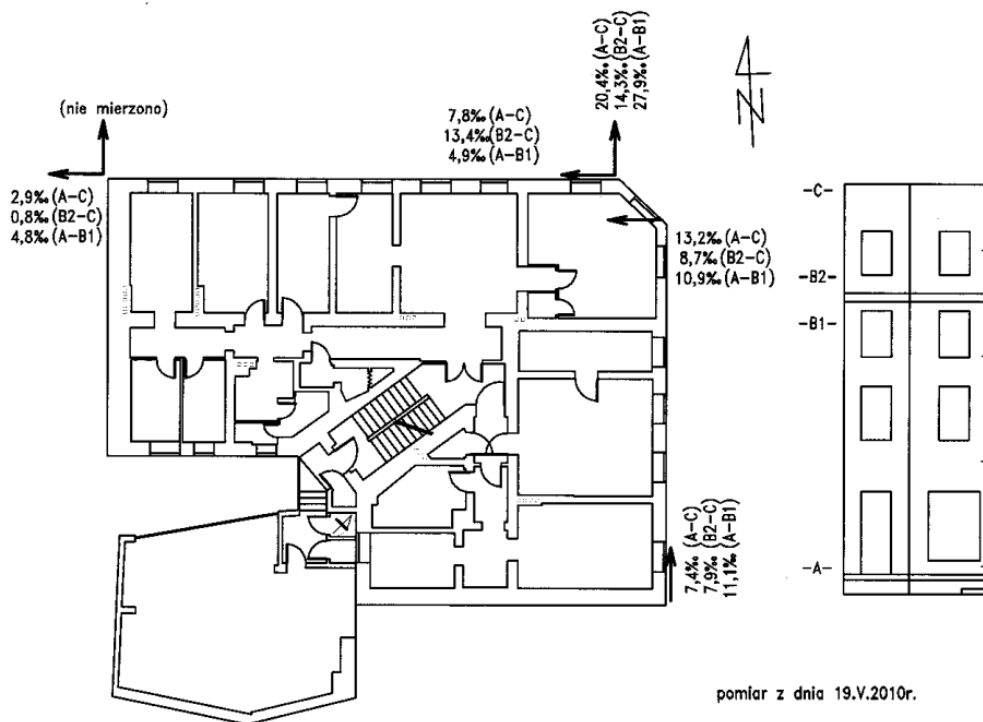 (nie mierzono)
2,9‰ (A-C)
0,8‰ (B2-C)
4,8‰ (A-B1)
7,8‰ (A-C)
13,4‰ (B2-C)
4,9‰ (A-B1)
20,4‰ (A-C)
14,3‰ (B2-C)
27,9‰ (A-B1)
N
13,2‰ (A-C)
8,7‰ (B2-C)
10,9‰ (A-B1)
7,4‰ (A-C)
7,9‰ (B2-C)
11,1‰ (A-B1)
-C-
-B2-
-B1-
-A-
pomiar z dnia 19.V.2010r.